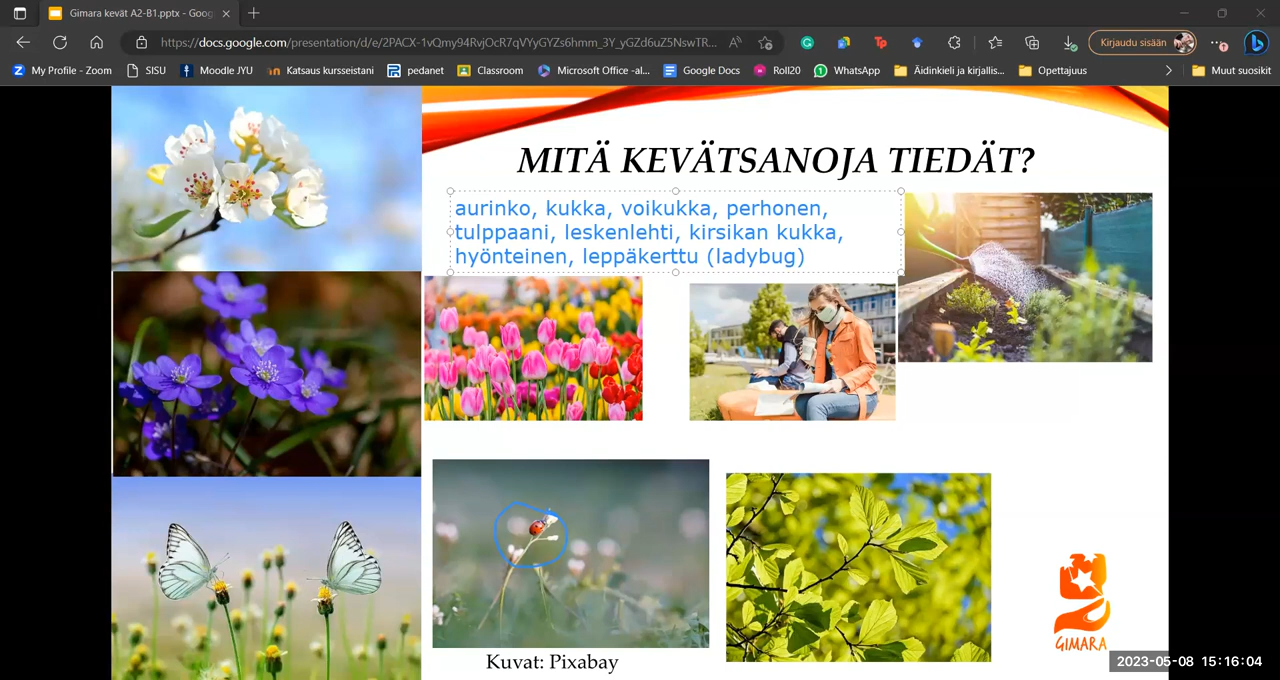 Gimara kevät A2-B1.pptx - Goog
https://docs.google.com/presentation/d/e/2PACX-1vQmy94RvjOcR7qVYyGYZs6hmm_3Y_yGZd6uZ5NswTR...
Kirjaudu sisään
My Profile - Zoom
SISU
Moodle JYU
Katsaus kursseistani
pedanet
Classroom
Microsoft Office -al...
Google Docs
Roll20
WhatsApp
Äidinkieli ja kirjallis...
Opettajuus
Muut suosikit
MITÄ KEVÄTSANOJA TIEDÄT?
aurinko, kukka, voikukka, perhonen,
tulppaani, leskenlehti, kirsikan kukka,
hyönteinen, leppäkerttu (ladybug)
Kuvat: Pixabay
GIMARA
2023-05-08 15:16:04